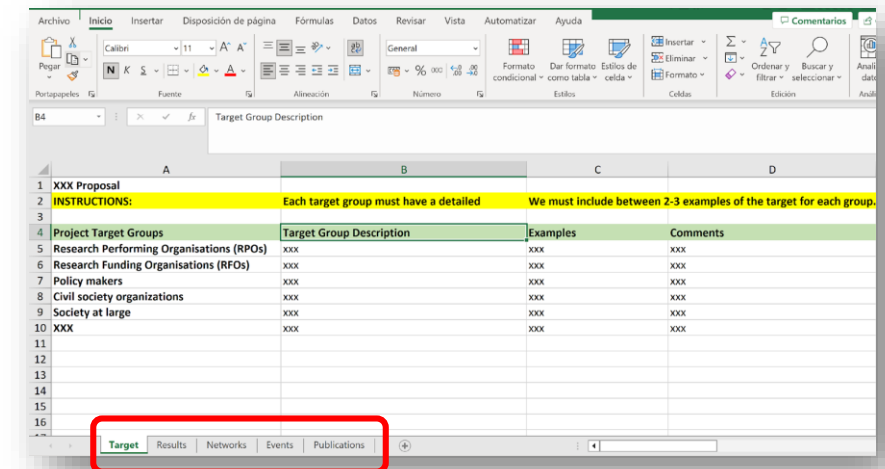 Archivo Inicio Insertar Disposición de página Fórmulas Datos Revisar Vista Automatizar Ayuda Comentarios
Calibri 11 A^ A˅ ab General Insertar Σ
Pegar N K S A % 000 Formato condicional Dar formato como tabla Estilos de celda Eliminar Formato Ordenar y filtrar Buscar y seleccionar
Portapapeles Fuente Alineación Número Estilos Celdas Edición
B4 fx Target Group Description
A B C D
1 XXX Proposal
2 INSTRUCTIONS: Each target group must have a detailed We must include between 2-3 examples of the target for each group.
3
4 Project Target Groups Target Group Description Examples Comments
5 Research Performing Organisations (RPOs) xxx xxx xxx
6 Research Funding Organisations (RFOs) xxx xxx xxx
7 Policy makers xxx xxx xxx
8 Civil society organizations xxx xxx xxx
9 Society at large xxx xxx xxx
10 XXX xxx xxx xxx
11
12
13
14
15
16
Target Results Networks Events Publications